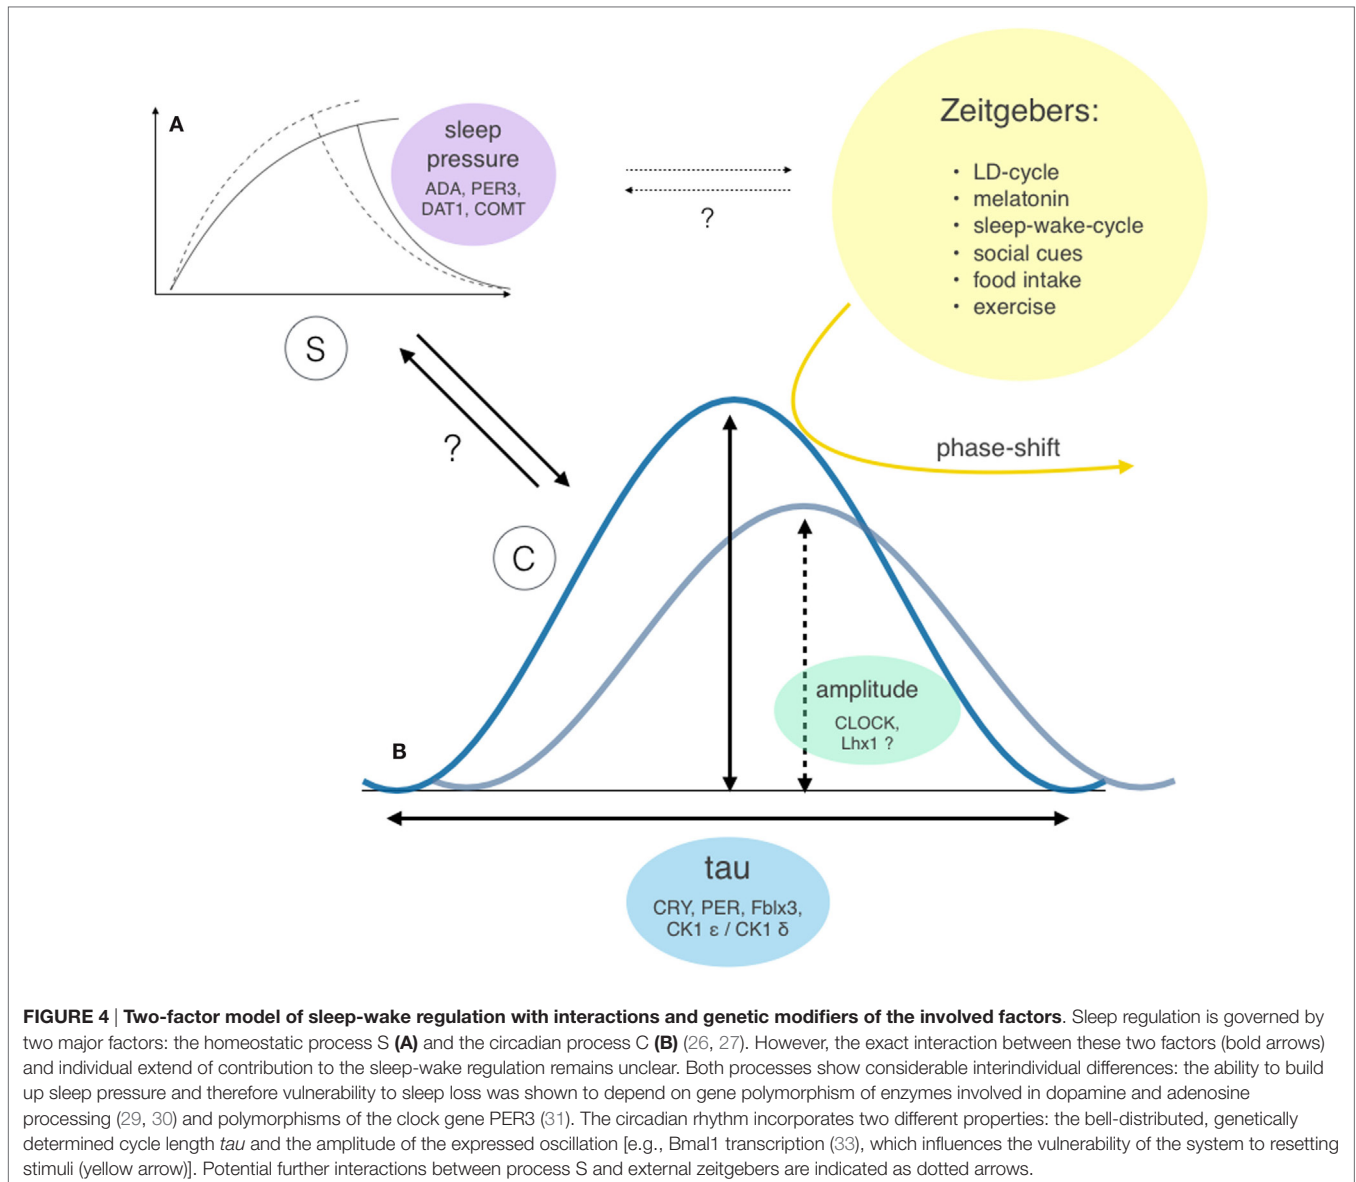 A
sleep
pressure
ADA, PER3,
DAT1, COMT
?
Zeitgebers:
• LD-cycle
• melatonin
• sleep-wake-cycle
• social cues
• food intake
• exercise
S
?
C
phase-shift
amplitude
CLOCK,
Lhx1 ?
B
tau
CRY, PER, Fblx3,
CK1 ε / CK1 δ
FIGURE 4 | Two-factor model of sleep-wake regulation with interactions and genetic modifiers of the involved factors. Sleep regulation is governed by
two major factors: the homeostatic process S (A) and the circadian process C (B) (26, 27). However, the exact interaction between these two factors (bold arrows)
and individual extend of contribution to the sleep-wake regulation remains unclear. Both processes show considerable interindividual differences: the ability to build
up sleep pressure and therefore vulnerability to sleep loss was shown to depend on gene polymorphism of enzymes involved in dopamine and adenosine
processing (29, 30) and polymorphisms of the clock gene PER3 (31). The circadian rhythm incorporates two different properties: the bell-distributed, genetically
determined cycle length tau and the amplitude of the expressed oscillation [e.g., Bmal1 transcription (33), which influences the vulnerability of the system to resetting
stimuli (yellow arrow)]. Potential further interactions between process S and external zeitgebers are indicated as dotted arrows.